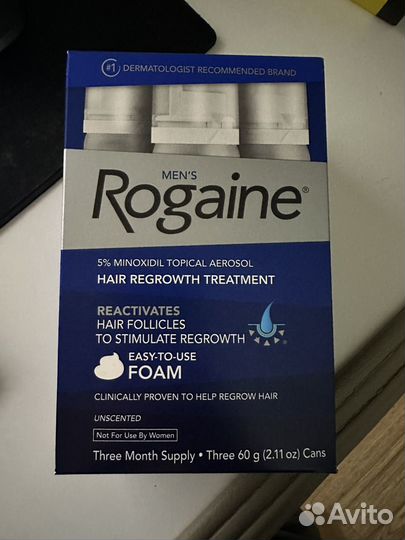 #1 DERMATOLOGIST RECOMMENDED BRAND
MEN'S
Rogaine®
5% MINOXIDIL TOPICAL AEROSOL
HAIR REGROWTH TREATMENT
REACTIVATES
HAIR FOLLICLES
TO STIMULATE REGROWTH
EASY-TO-USE
FOAM
CLINICALLY PROVEN TO HELP REGROW HAIR
UNSCENTED
Not For Use By Women
Three Month Supply • Three 60 g (2.11 oz) Cans
Avito